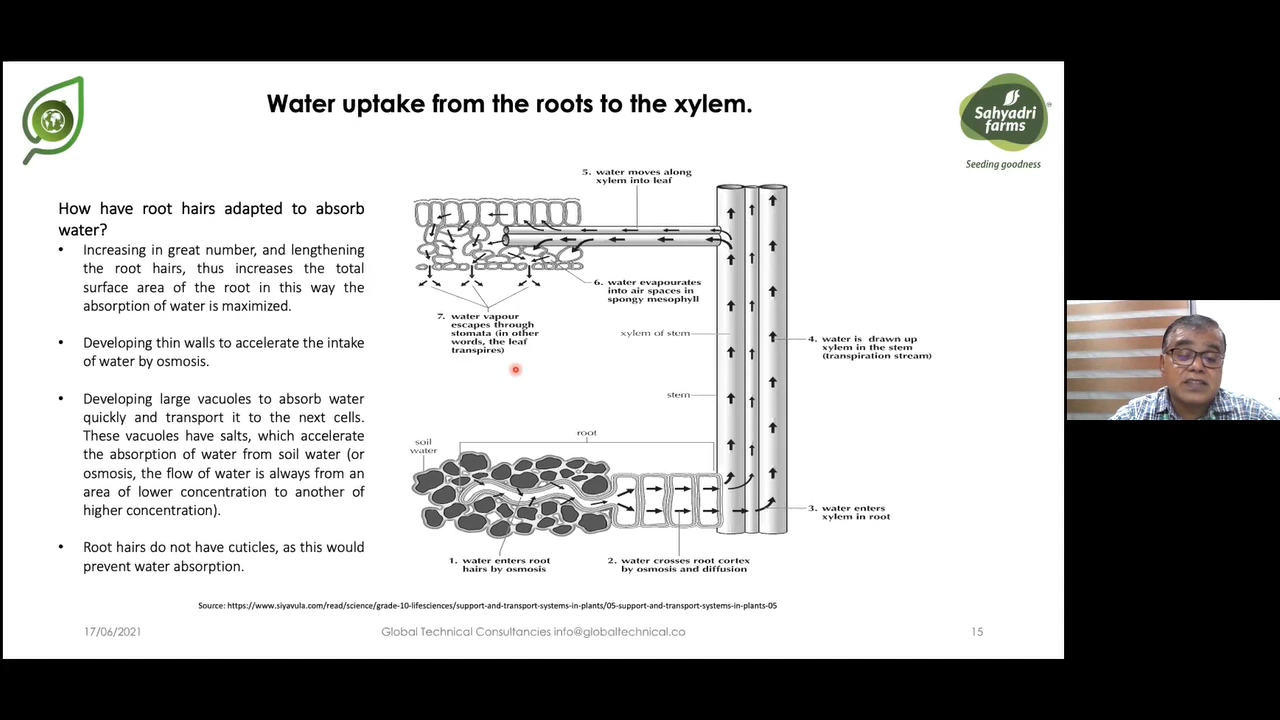 Water uptake from the roots to the xylem.
Sahyadri
farms
Seeding goodness
How have root hairs adapted to absorb
water?
• Increasing in great number, and lengthening
the root hairs, thus increases the total
surface area of the root in this way the
absorption of water is maximized.
• Developing thin walls to accelerate the intake
of water by osmosis.
• Developing large vacuoles to absorb water
quickly and transport it to the next cells.
These vacuoles have salts, which accelerate
the absorption of water from soil water (or
osmosis, the flow of water is always from an
area of lower concentration to another of
higher concentration).
• Root hairs do not have cuticles, as this would
prevent water absorption.
5. water moves along
xylem into leaf
6. water evapourates
into air spaces in
spongy mesophyll
7. water vapour
escapes through
stomata (in other
words, the leaf
transpires)
xylem of stem
4. water is drawn up
xylem in the stem
(transpiration stream)
stem
root
soil
water
3. water enters
xylem in root
1. water enters root
hairs by osmosis
2. water crosses root cortex
by osmosis and diffusion
Source: https://www.siyavula.com/read/science/grade-10-lifesciences/support-and-transport-systems-in-plants/05-support-and-transport-systems-in-plants-05
17/06/2021
Global Technical Consultancies info@globaltechnical.co
15